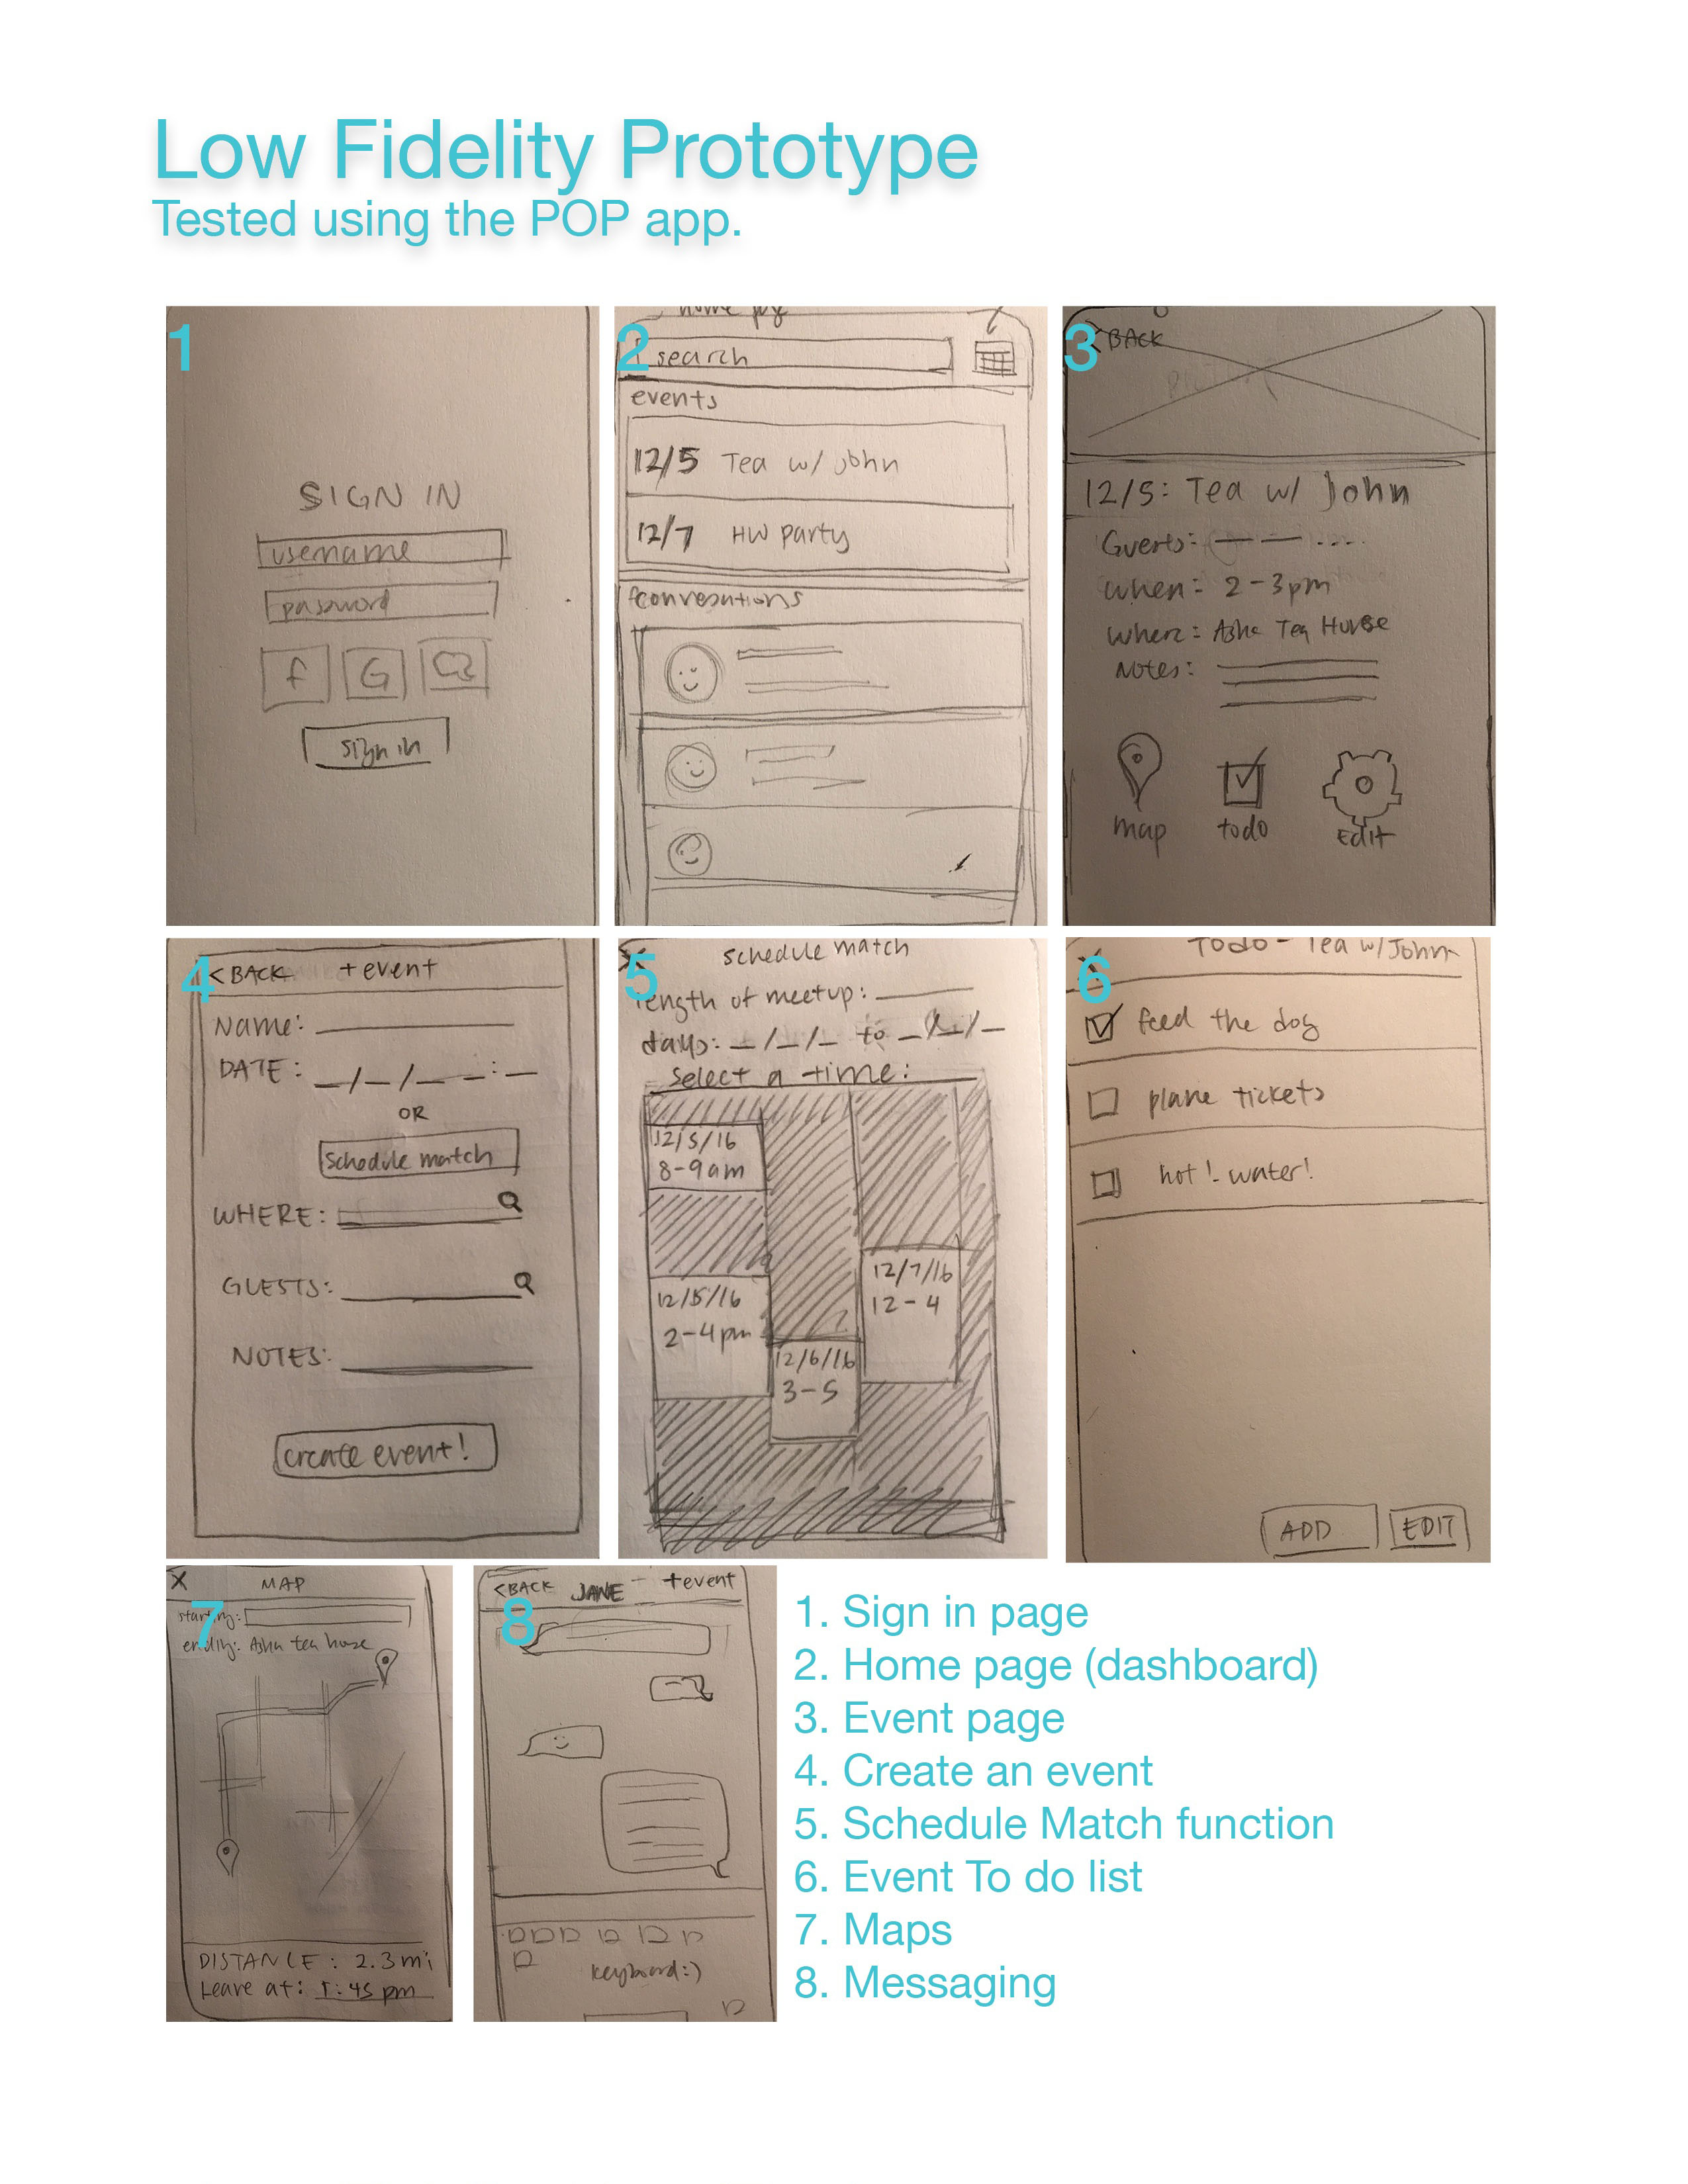 Low Fidelity Prototype
Tested using the POP app.
1
SIGN IN
username
password
f G
sign in
2
home pg
search
events
12/5 Tea w/ John
12/7 HW party
conversations
3
<BACK
12/5: Tea w/ John
Guests:
When: 2-3pm
Where: Asha Tea House
Notes:
map todo Edit
4
<BACK +event
Name:
DATE: _/_/_ _:_
OR
Schedule match
WHERE:
GUESTS:
NOTES:
create event!
5
X schedule match
length of meetup:
days: _/_/_ to _/_/_
select a time:
12/5/16
8-9am
12/5/16
2-4pm
12/6/16
3-5
12/7/16
12-4
6
X Todo - Tea w/John
feed the dog
plane tickets
hot! water!
ADD EDIT
7
X MAP
starting:
ending: Asha tea house
DISTANCE: 2.3mi
Leave at: 1:45 pm
8
<BACK JANE +event
keyboard:)
1. Sign in page
2. Home page (dashboard)
3. Event page
4. Create an event
5. Schedule Match function
6. Event To do list
7. Maps
8. Messaging